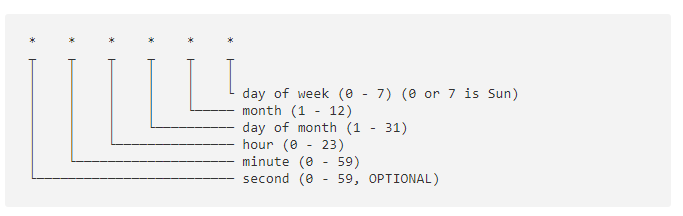 * * * * * *
day of week (0 - 7) (0 or 7 is Sun)
month (1 - 12)
day of month (1 - 31)
hour (0 - 23)
minute (0 - 59)
second (0 - 59, OPTIONAL)